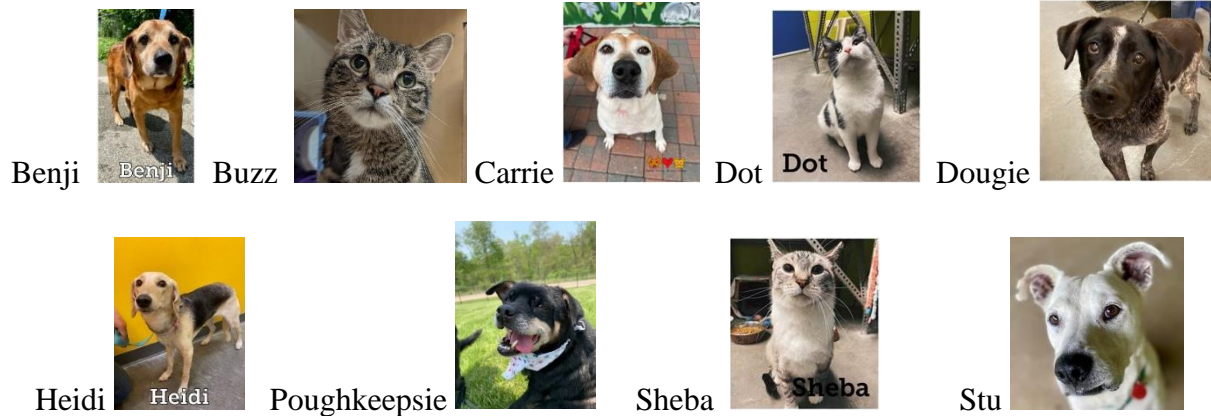 Benji
Benji
Buzz
Carrie
Dot
Dot
Dougie
Heidi
Heidi
Poughkeepsie
Sheba
Sheba
Stu